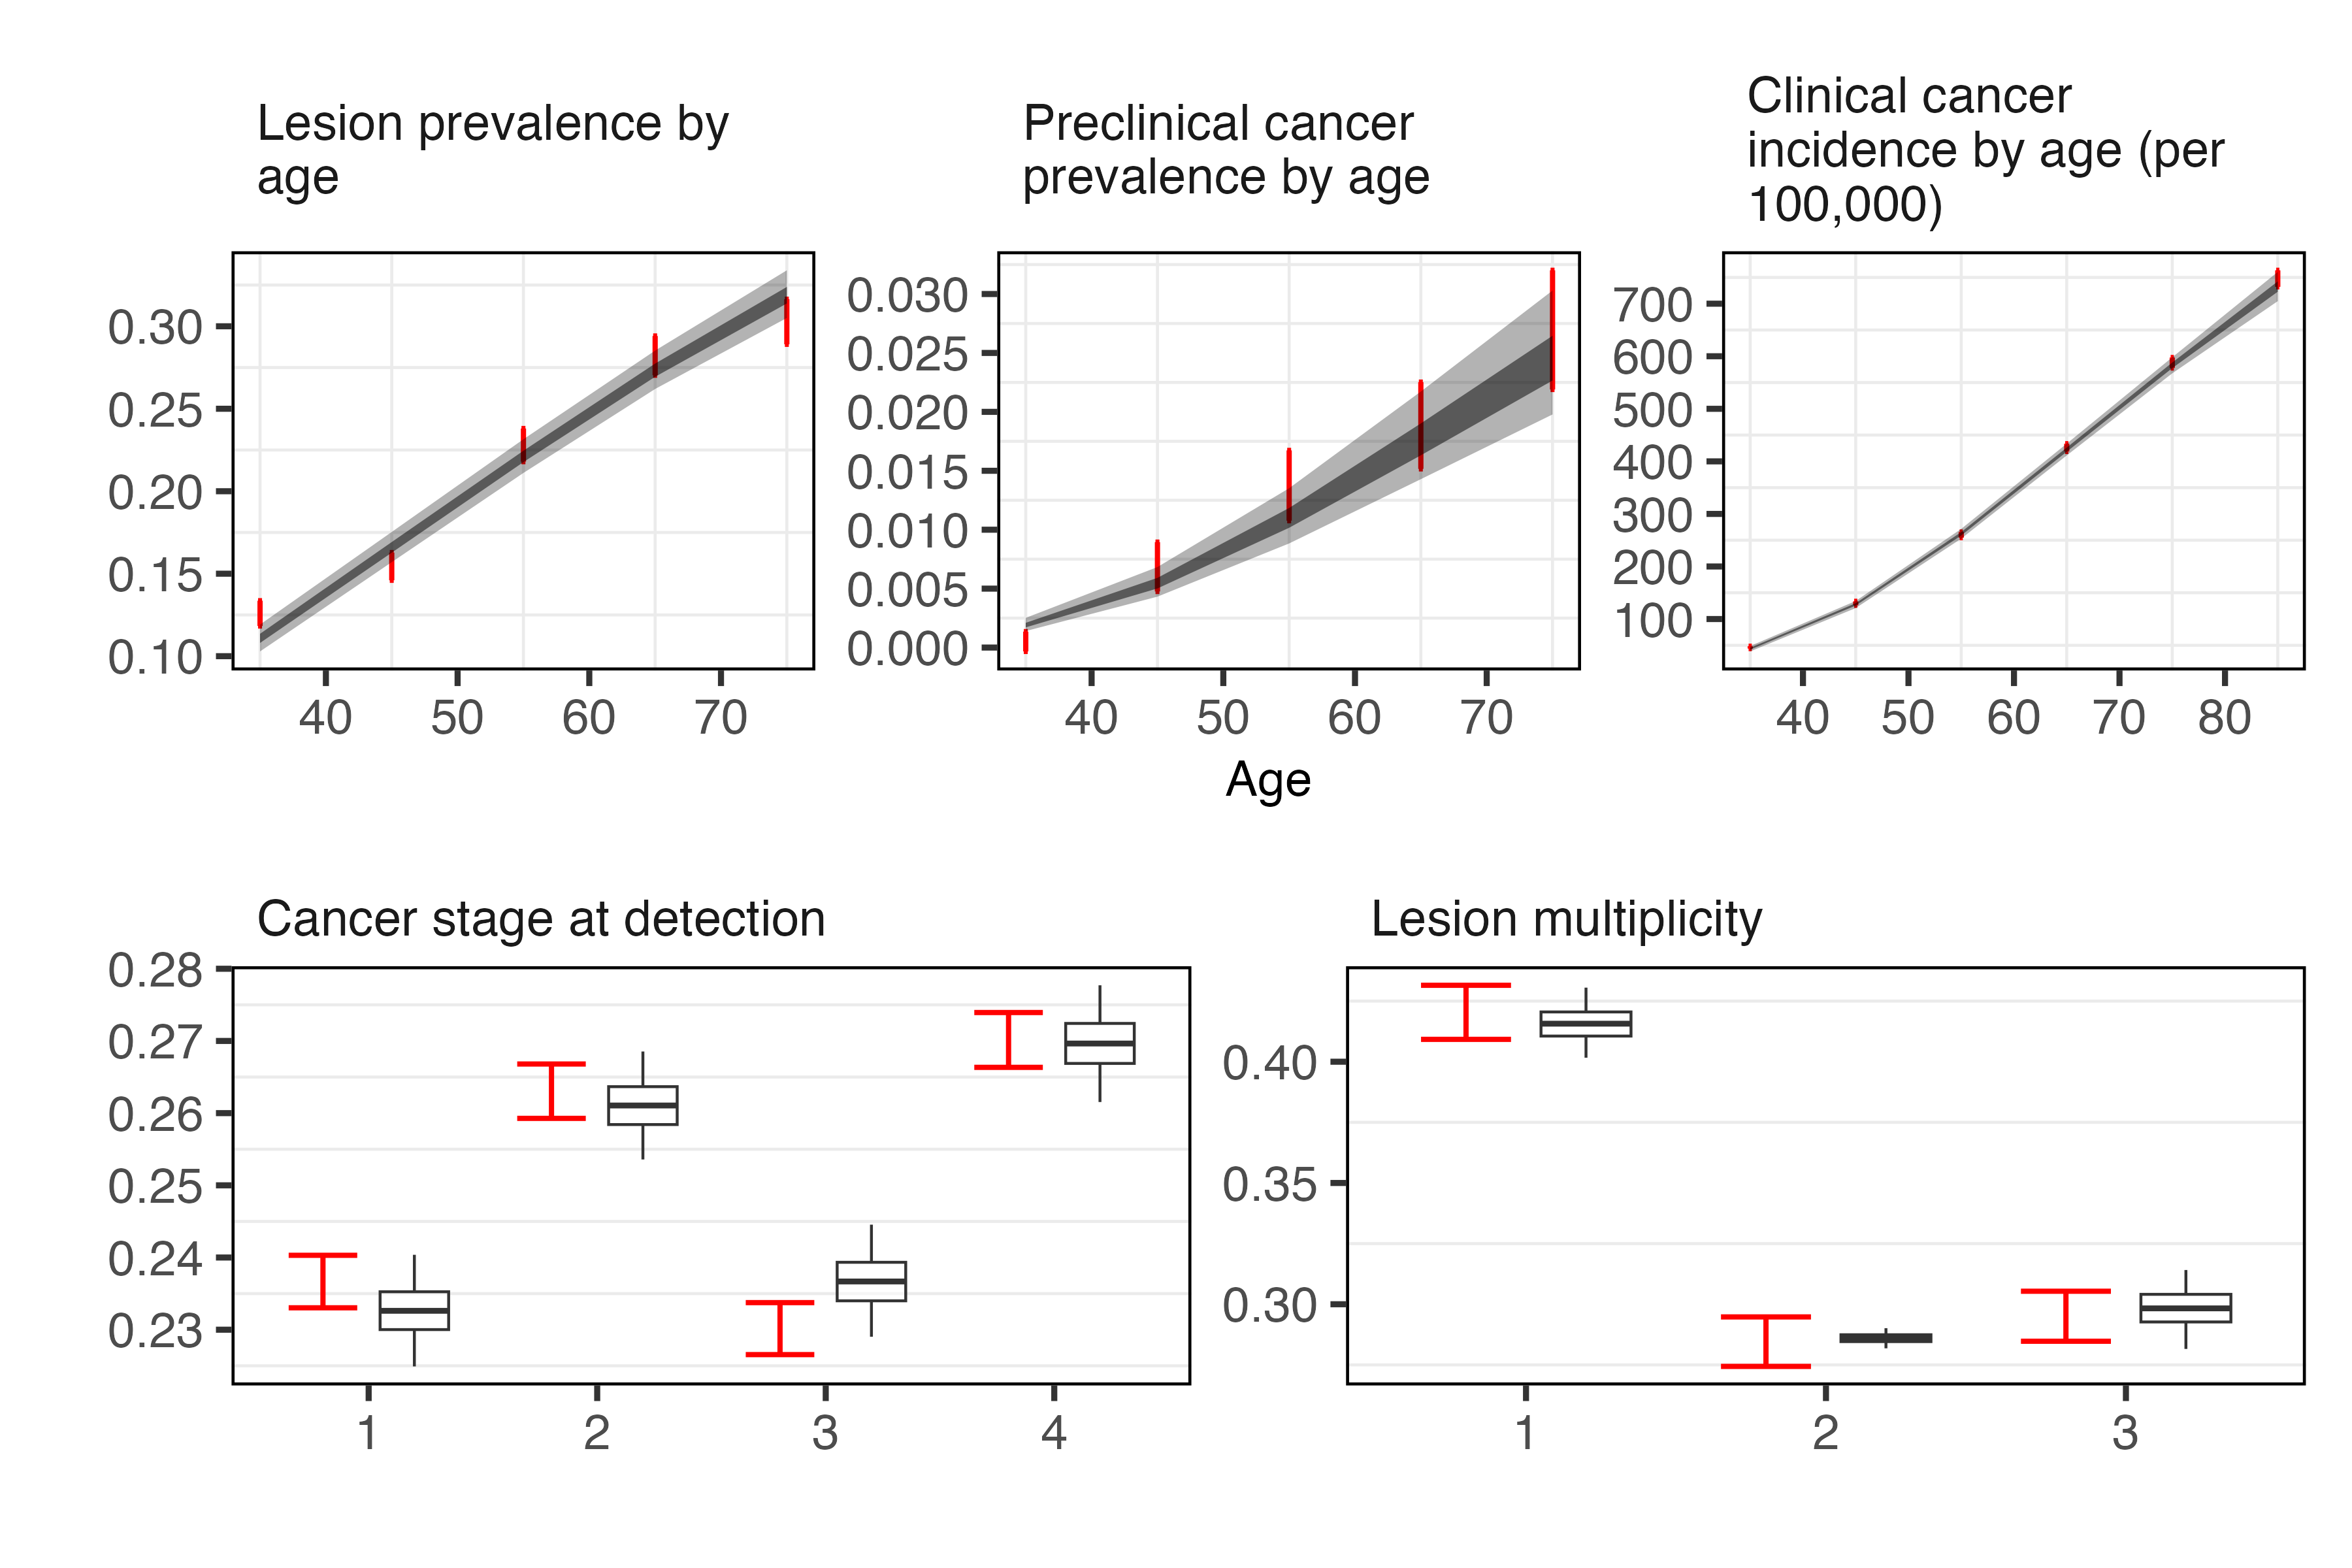 Lesion prevalence by
age
Preclinical cancer
prevalence by age
Clinical cancer
incidence by age (per
100,000)
0.30
0.25
0.20
0.15
0.10
40 50 60 70
0.030
0.025
0.020
0.015
0.010
0.005
0.000
40 50 60 70
700
600
500
400
300
200
100
40 50 60 70 80
Age
Cancer stage at detection
0.28
0.27
0.26
0.25
0.24
0.23
1 2 3 4
Lesion multiplicity
0.40
0.35
0.30
1 2 3